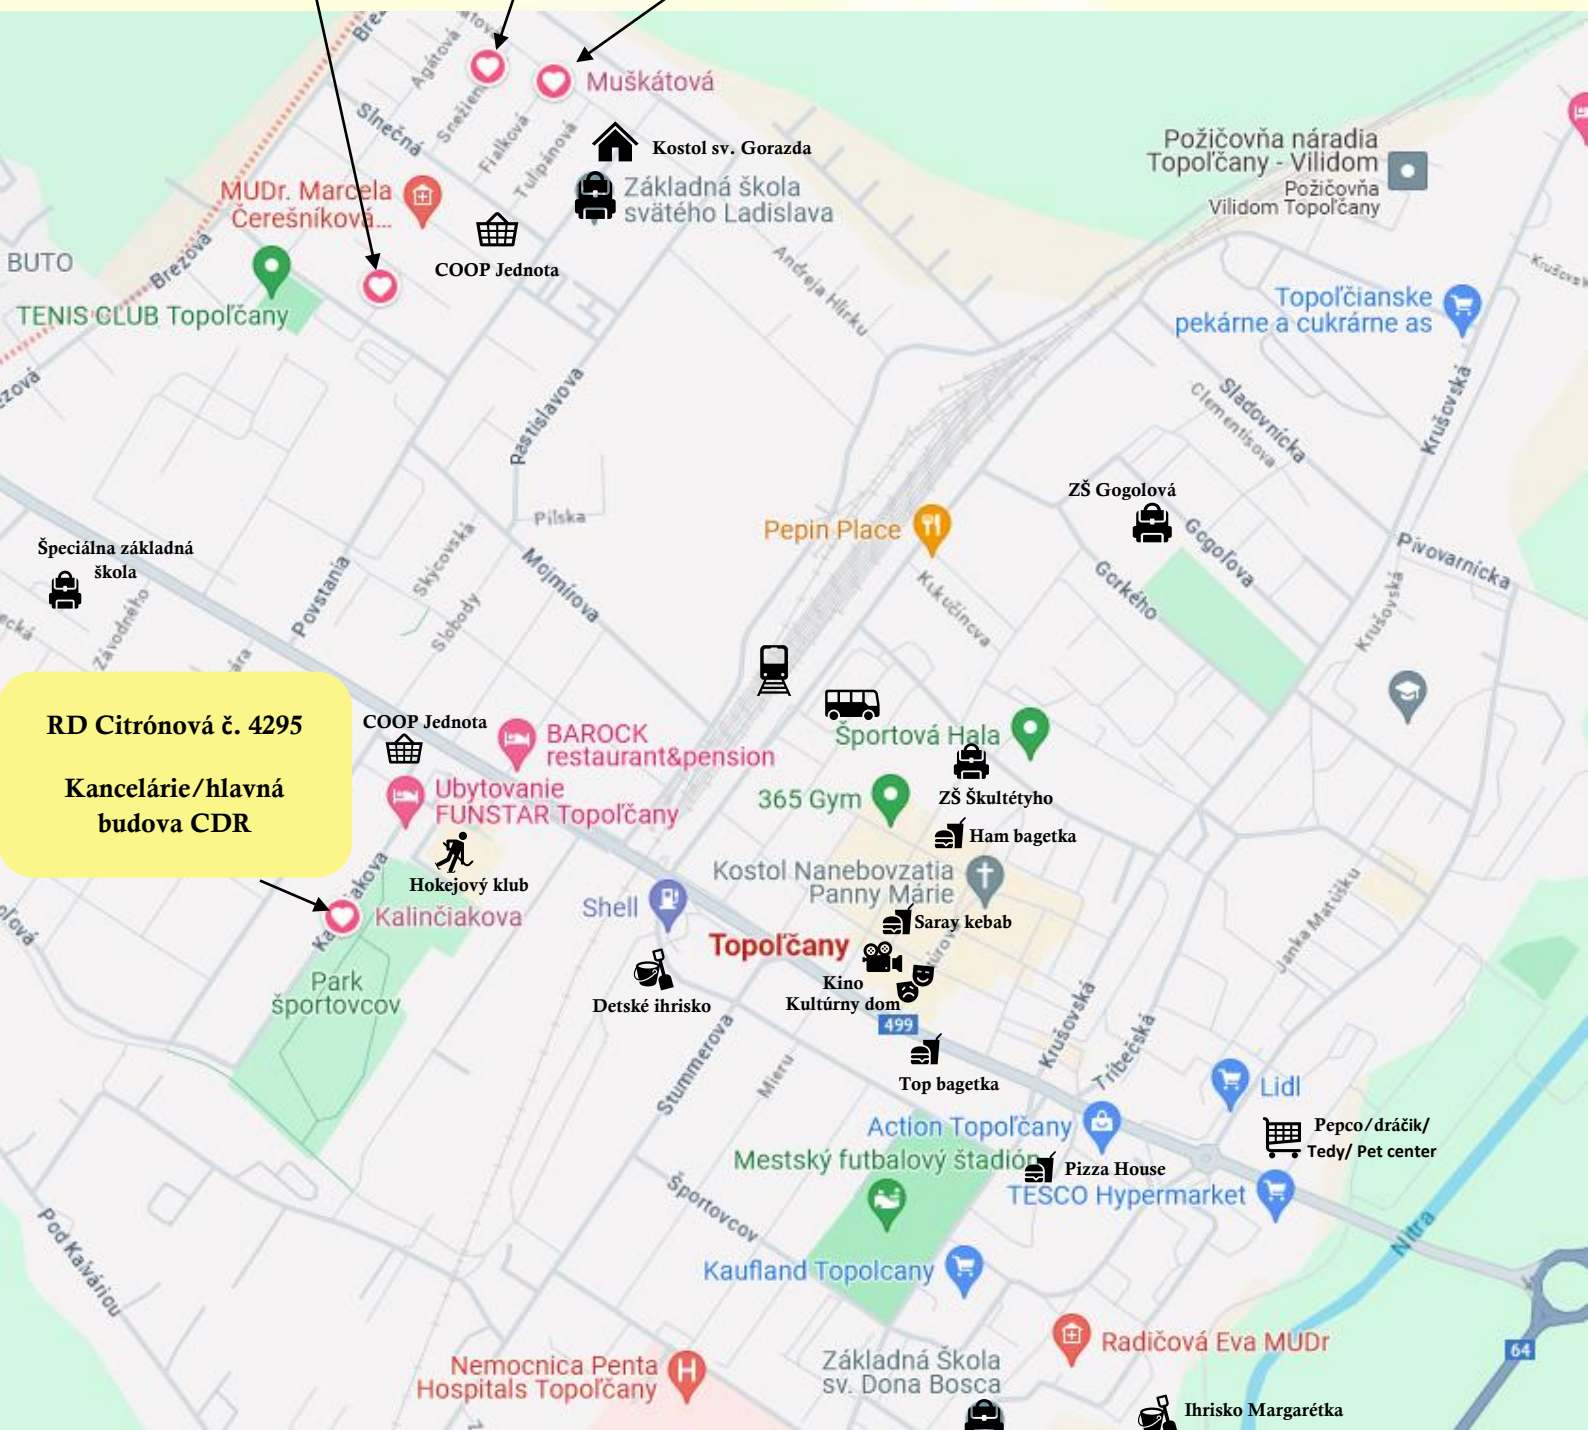 Agátová
Muškátová
Slnečná
Fialková
Tulipánová
Kostol sv. Gorazda
Základná škola
svätého Ladislava
MUDr. Marcela
Čerešníková...
COOP Jednota
Požičovňa náradia
Topoľčany - Vilidom
Požičovňa
Vilidom Topoľčany
BUTO
Brezová
TENIS CLUB Topoľčany
Andreja Hlinku
Topoľčianske
pekárne a cukrárne as
Rastislavova
Sladovnícka
Clementisova
Krušovská
Pílska
Pepin Place
ZŠ Gogolová
Gogoľova
Gorkého
Pivovarnícka
Krušovská
Špeciálna základná
škola
Závodného
Povstania
Škýcovská
Slobody
Mojmírova
Kukučínova
RD Citrónová č. 4295
Kancelárie/hlavná
budova CDR
COOP Jednota
BAROCK
restaurant&pension
Ubytovanie
FUNSTAR Topoľčany
Športová Hala
365 Gym
ZŠ Škultétyho
Ham bagetka
Hokejový klub
Kalinčiakova
Kostol Nanebovzatia
Panny Márie
Shell
Saray kebab
Topoľčany
Park
športovcov
Detské ihrisko
Kino
Kultúrny dom
499
Janka Matúšku
Stummerova
Mieru
Top bagetka
Krušovská
Tríbečská
Lidl
Action Topoľčany
Pepco/dráčik/
Tedy/ Pet center
Mestský futbalový štadión
Pizza House
TESCO Hypermarket
Športovcov
Nitra
Pod Kalváriou
Kaufland Topolcany
Radičová Eva MUDr
64
Nemocnica Penta
Hospitals Topoľčany
Základná Škola
sv. Dona Bosca
Ihrisko Margarétka